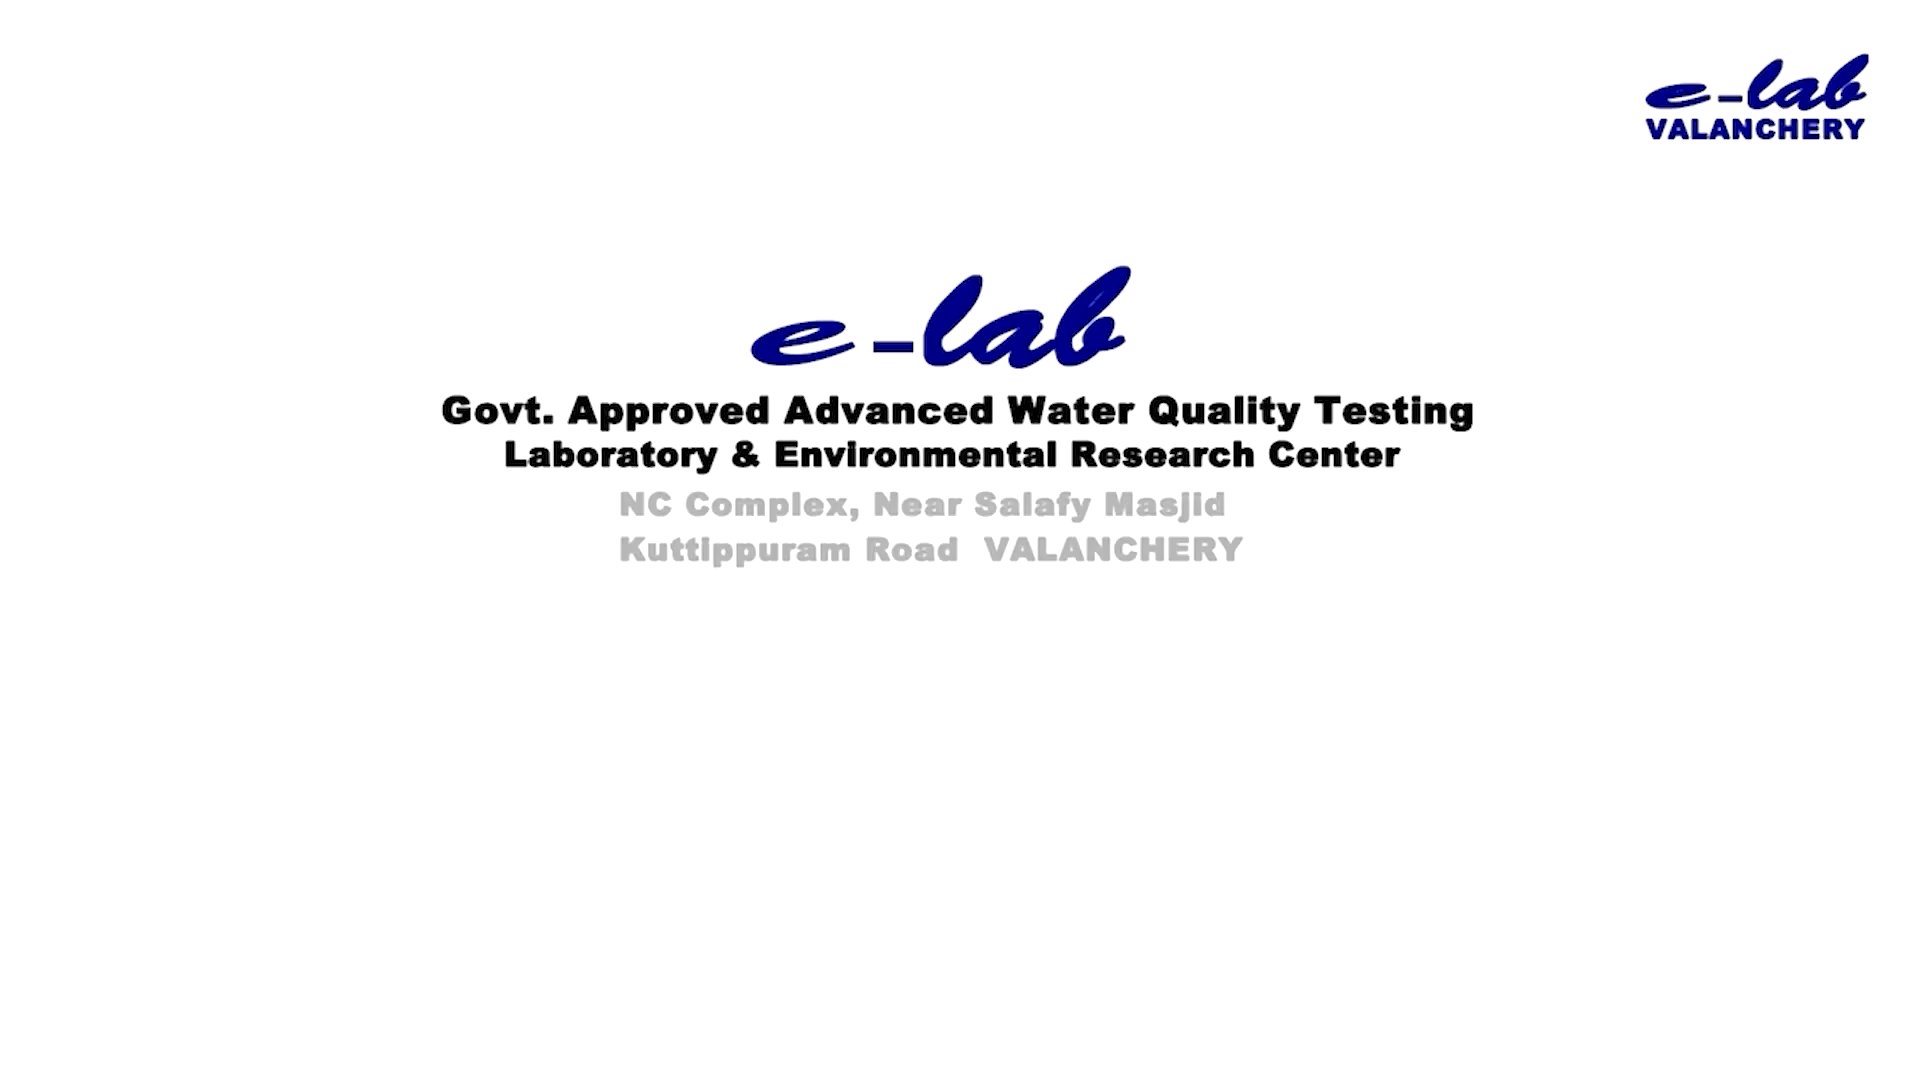 e-lab
VALANCHERY
e-lab
Govt. Approved Advanced Water Quality Testing
Laboratory & Environmental Research Center
NC Complex, Near Salafy Masjid
Kuttippuram Road VALANCHERY